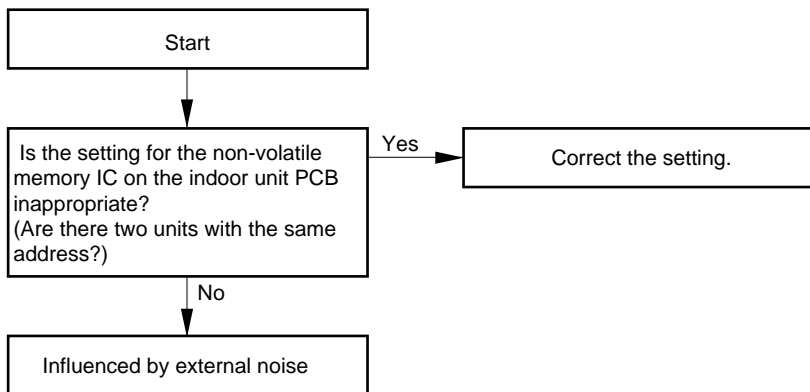 Start
Is the setting for the non-volatile
memory IC on the indoor unit PCB
inappropriate?
(Are there two units with the same
address?)
Yes
Correct the setting.
No
Influenced by external noise